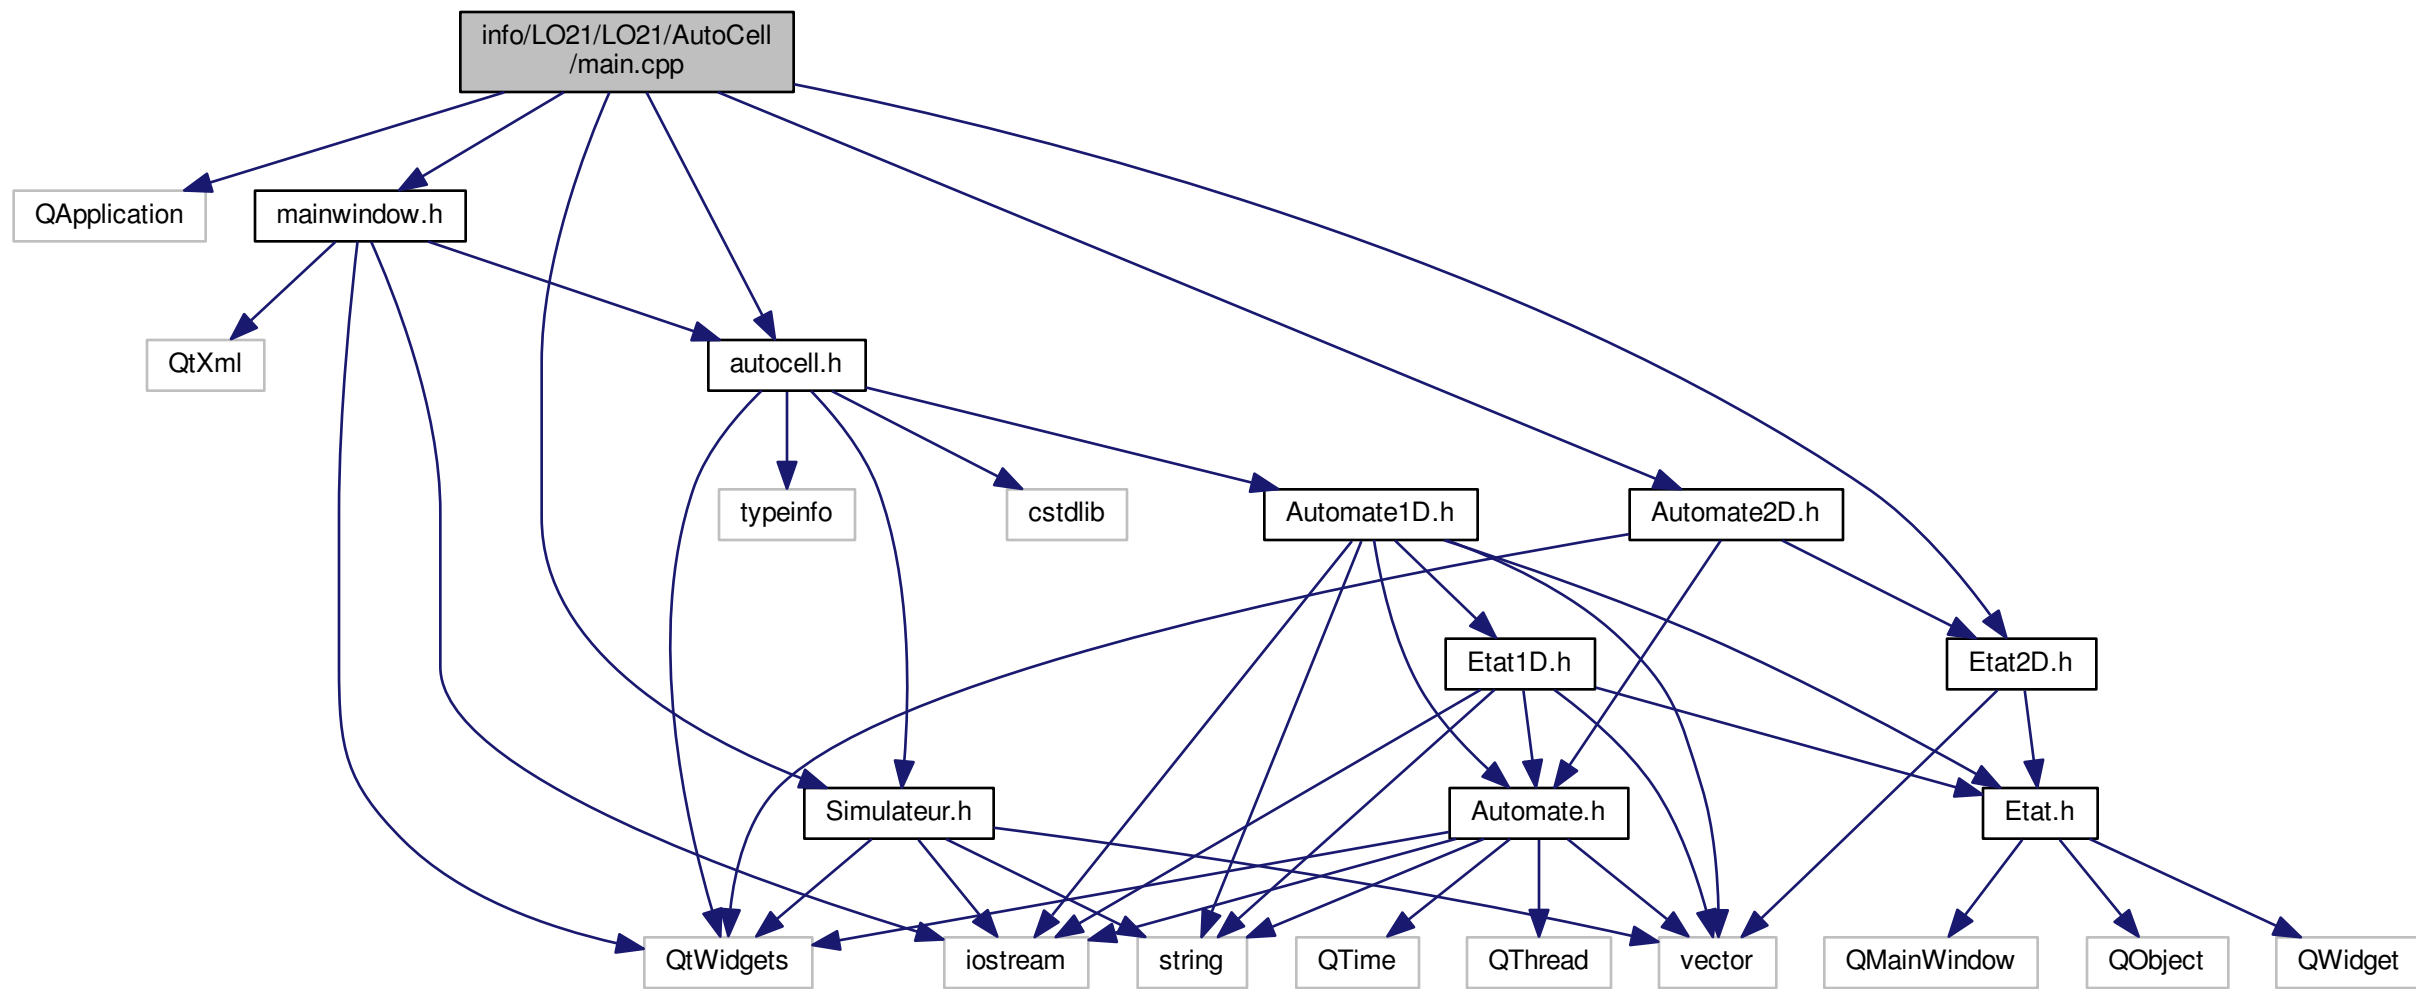 info/LO21/LO21/AutoCell
/main.cpp
QApplication
mainwindow.h
QtXml
autocell.h
typeinfo
cstdlib
Automate1D.h
Automate2D.h
Etat1D.h
Etat2D.h
Simulateur.h
Automate.h
Etat.h
QtWidgets
iostream
string
QTime
QThread
vector
QMainWindow
QObject
QWidget